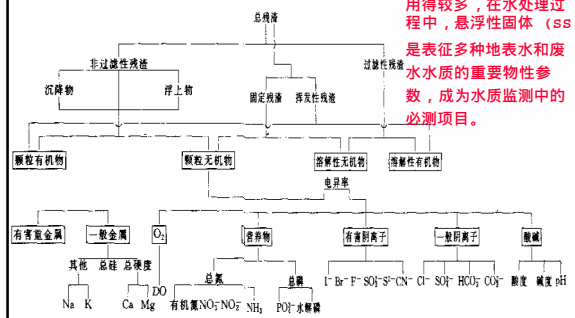 用得较多，在水处理过
程中，悬浮性固体（ss
是表征多种地表水和废
水水质的重要物性参
数，成为水质监测中的
必测项目。
总残渣
非过滤性残渣 过滤性残渣
沉降物 浮上物 固定残渣 挥发性残渣
颗粒有机物 颗粒无机物 溶解性无机物 溶解性有机物
电异率
有害重金属 一般金属 O₂ 营养物 有害阴离子 一般阴离子 酸碱
其他 总硅 总硬度 总氮 总磷
I⁻ Br⁻ F⁻ SO₃²⁻ S²⁻ CN⁻ Cl⁻ SO₄²⁻ HCO₃⁻ CO₃²⁻ 酸度 碱度 pH
Na K Ca Mg DO 有机氮 NO₃⁻ NO₂⁻ NH₃ PO₄³⁻ 水解磷